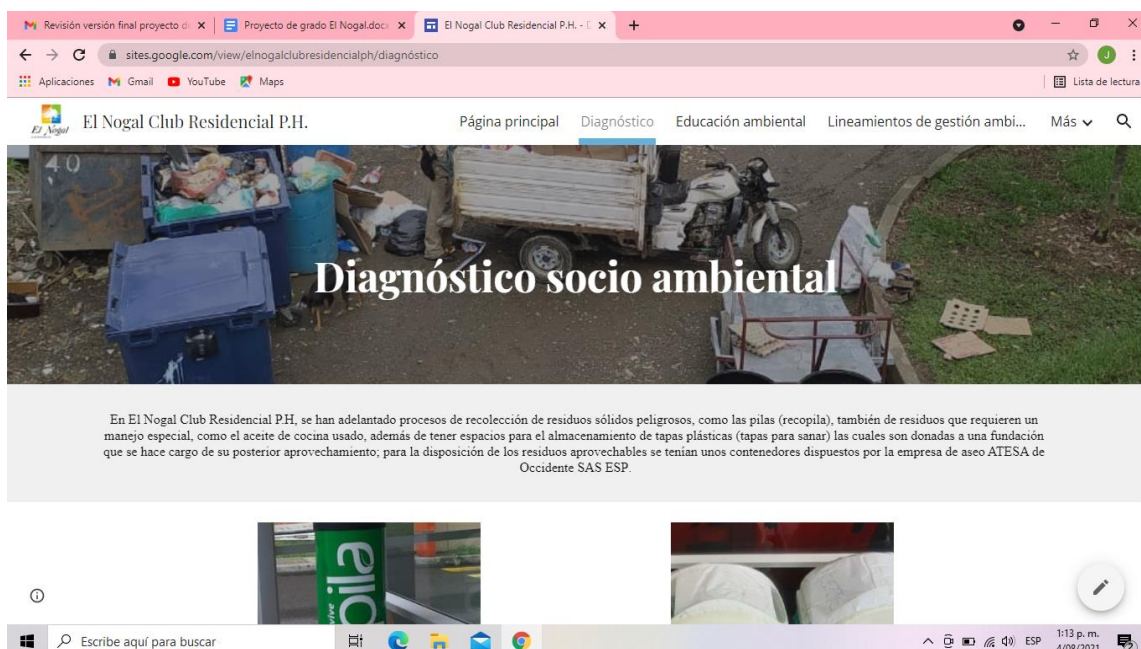 Revisión versión final proyecto d
Proyecto de grado El Nogal.docx
El Nogal Club Residencial P.H. - D
sites.google.com/view/elnogalclubresidencialph/diagnóstico
J
Aplicaciones
Gmail
YouTube
Maps
Lista de lectura
El Nogal
El Nogal Club Residencial P.H.
Página principal
Diagnóstico
Educación ambiental
Lineamientos de gestión ambi...
Más
40
Diagnóstico socio ambiental
En El Nogal Club Residencial P.H, se han adelantado procesos de recolección de residuos sólidos peligrosos, como las pilas (recopila), también de residuos que requieren un
manejo especial, como el aceite de cocina usado, además de tener espacios para el almacenamiento de tapas plásticas (tapas para sanar) las cuales son donadas a una fundación
que se hace cargo de su posterior aprovechamiento; para la disposición de los residuos aprovechables se tenían unos contenedores dispuestos por la empresa de aseo ATESA de
Occidente SAS ESP.
pila
Escribe aquí para buscar
ESP
1:13 p. m.
4/08/2021